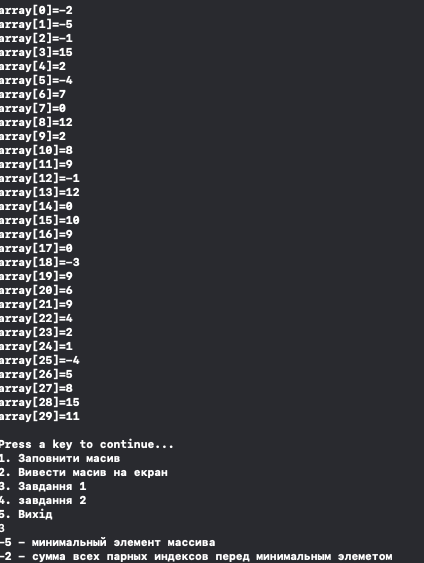 array[0]=-2
array[1]=-5
array[2]=-1
array[3]=15
array[4]=2
array[5]=-4
array[6]=7
array[7]=0
array[8]=12
array[9]=2
array[10]=8
array[11]=9
array[12]=-1
array[13]=12
array[14]=0
array[15]=10
array[16]=9
array[17]=0
array[18]=-3
array[19]=9
array[20]=6
array[21]=9
array[22]=4
array[23]=2
array[24]=1
array[25]=-4
array[26]=5
array[27]=8
array[28]=15
array[29]=11
Press a key to continue...
1. Заповнити масив
2. Вивести масив на екран
3. Завдання 1
4. завдання 2
5. Вихід
3
-5 - минимальный элемент массива
-2 - сумма всех парных индексов перед минимальным элеметом